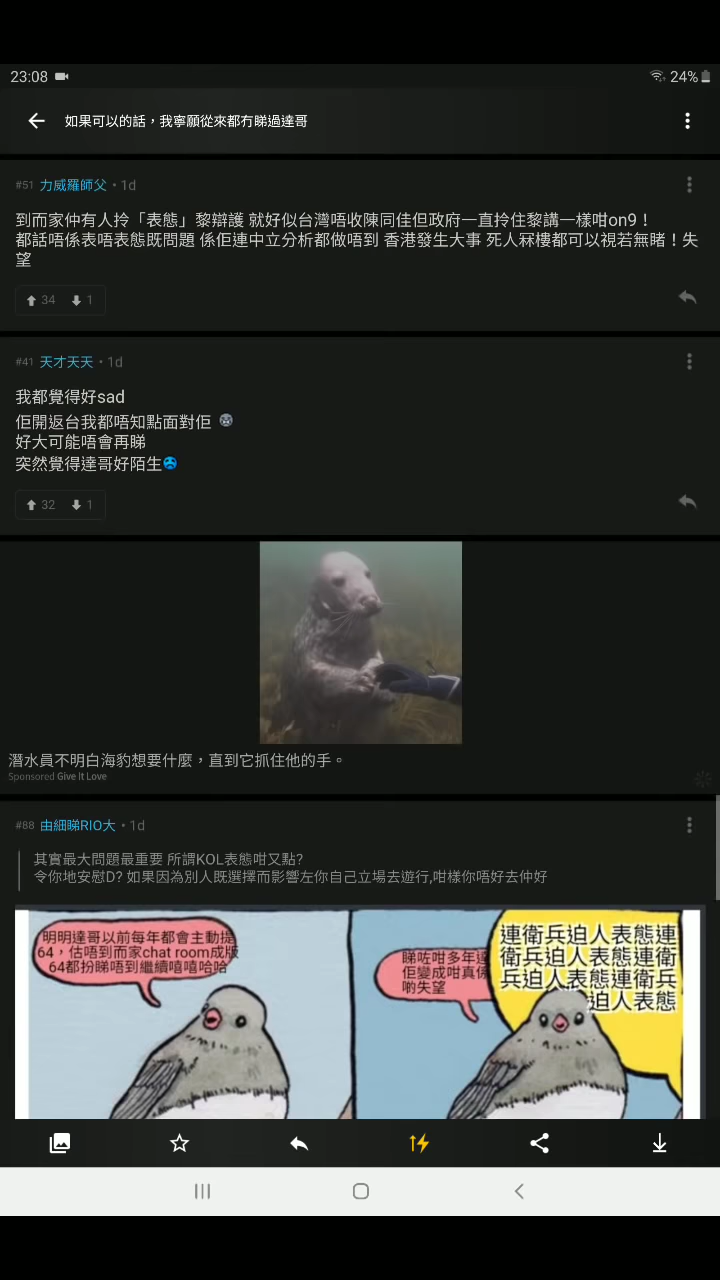 23:08
24%
如果可以的話，我寧願從來都冇睇過達哥
#51 力威羅師父 • 1d
到而家仲有人拎「表態」黎辯護 就好似台灣唔收陳同佳但政府一直拎住黎講一樣咁on9！
都話唔係表唔表態既問題 係佢連中立分析都做唔到 香港發生大事 死人冧樓都可以視若無睹！失
望
34 1
#41 天才天天 • 1d
我都覺得好sad
佢開返台我都唔知點面對佢
好大可能唔會再睇
突然覺得達哥好陌生
32 1
潛水員不明白海豹想要什麼，直到它抓住他的手。
Sponsored Give It Love
#88 由細睇RIO大 • 1d
其實最大問題最重要 所謂KOL表態咁又點?
令你地安慰D? 如果因為別人既選擇而影響左你自己立場去遊行,咁樣你唔好去仲好
明明達哥以前每年都會主動提
64，估唔到而家chat room成版
64都扮睇唔到繼續嘻嘻哈哈
睇咗咁多年達
佢變成咁真係
啲失望
連衛兵迫人表態連
衛兵迫人表態連衛
兵迫人表態連衛兵
迫人表態